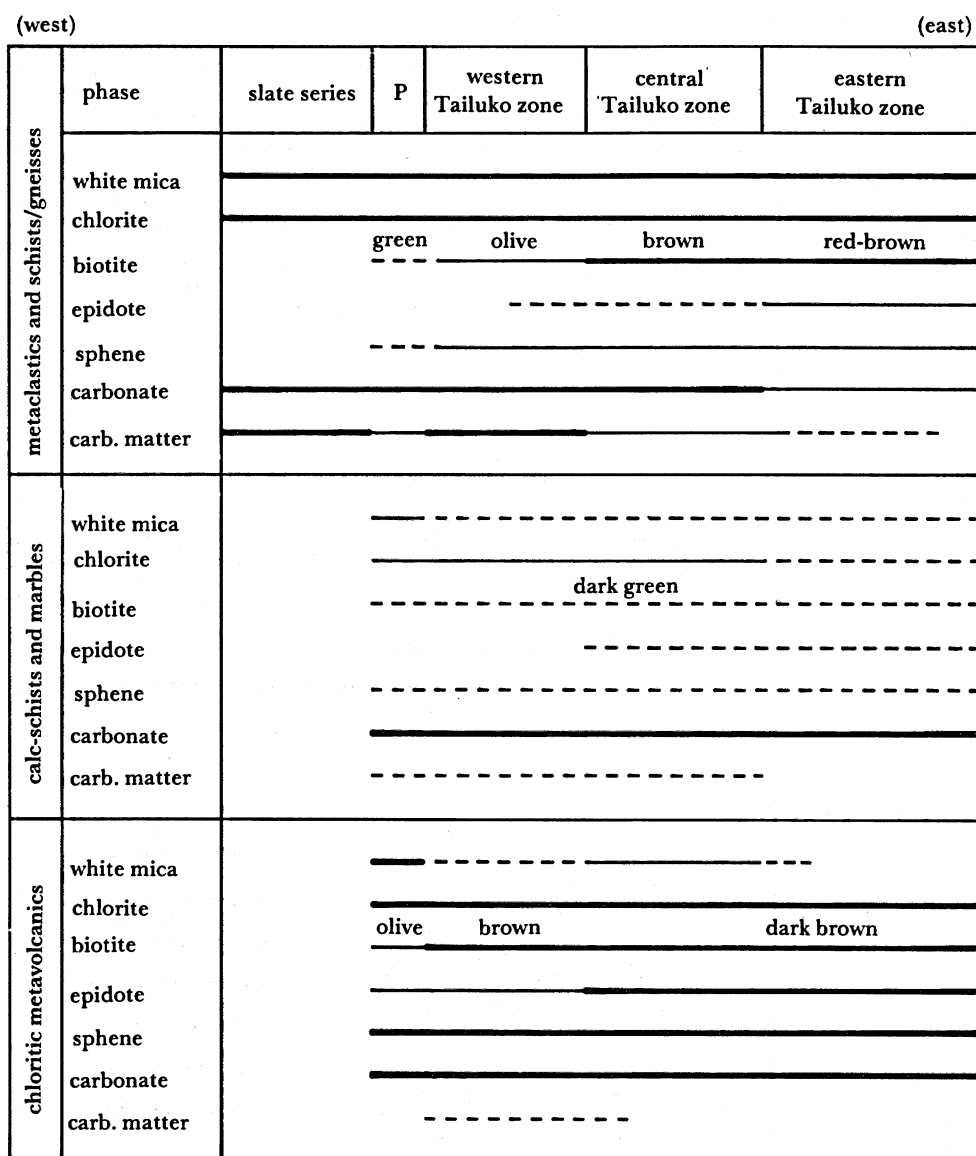 (west) (east)
phase slate series P western Tailuko zone central Tailuko zone eastern Tailuko zone
metaclastics and schists/gneisses
white mica
chlorite
green olive brown red-brown
biotite
epidote
sphene
carbonate
carb. matter
calc-schists and marbles
white mica
chlorite
dark green
biotite
epidote
sphene
carbonate
carb. matter
chloritic metavolcanics
white mica
chlorite
olive brown dark brown
biotite
epidote
sphene
carbonate
carb. matter